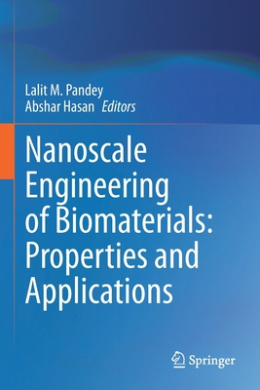 Lalit M. Pandey
Abshar Hasan Editors
Nanoscale
Engineering
of Biomaterials:
Properties and
Applications
Springer